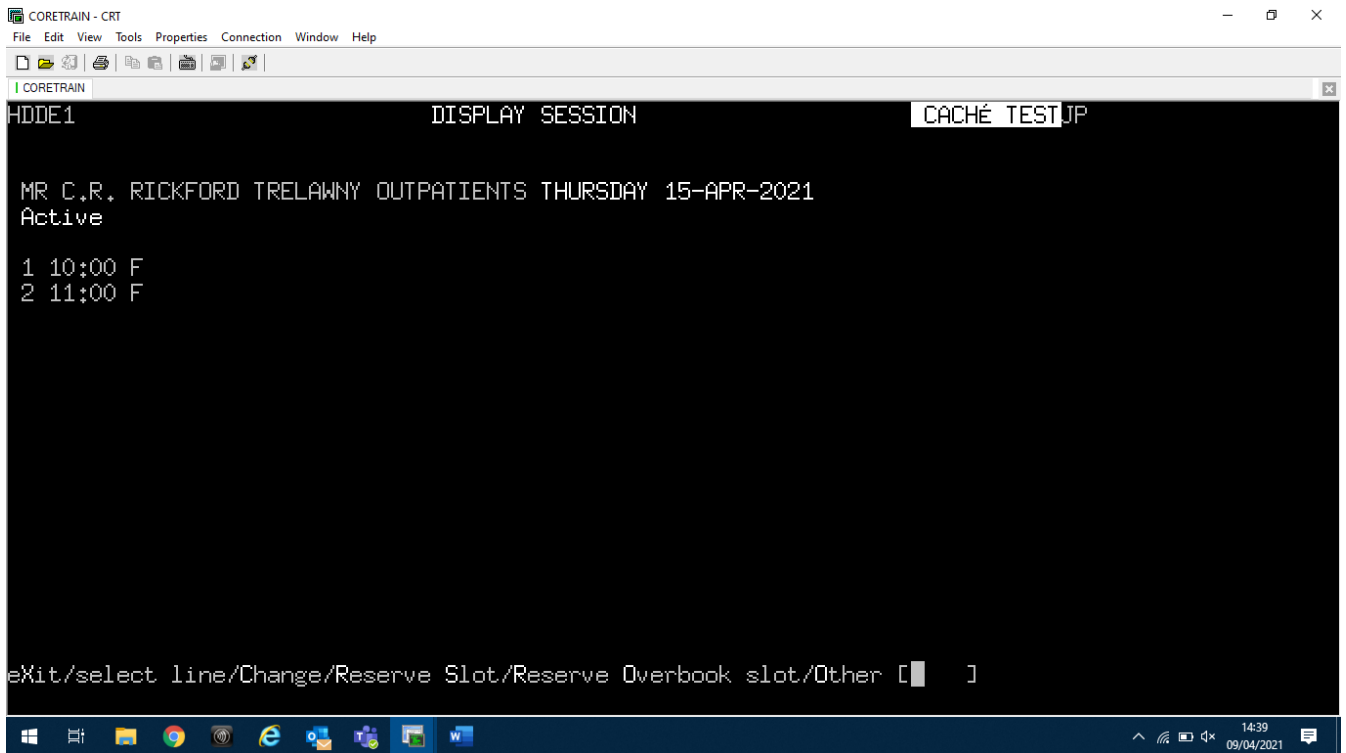 CORETRAIN - CRT
File Edit View Tools Properties Connection Window Help
CORETRAIN
HDDE1 DISPLAY SESSION CACHÉ TESTJP
MR C.R. RICKFORD TRELAWNY OUTPATIENTS THURSDAY 15-APR-2021
Active
1 10:00 F
2 11:00 F
eXit/select line/Change/Reserve Slot/Reserve Overbook slot/Other [ ]
14:39
09/04/2021